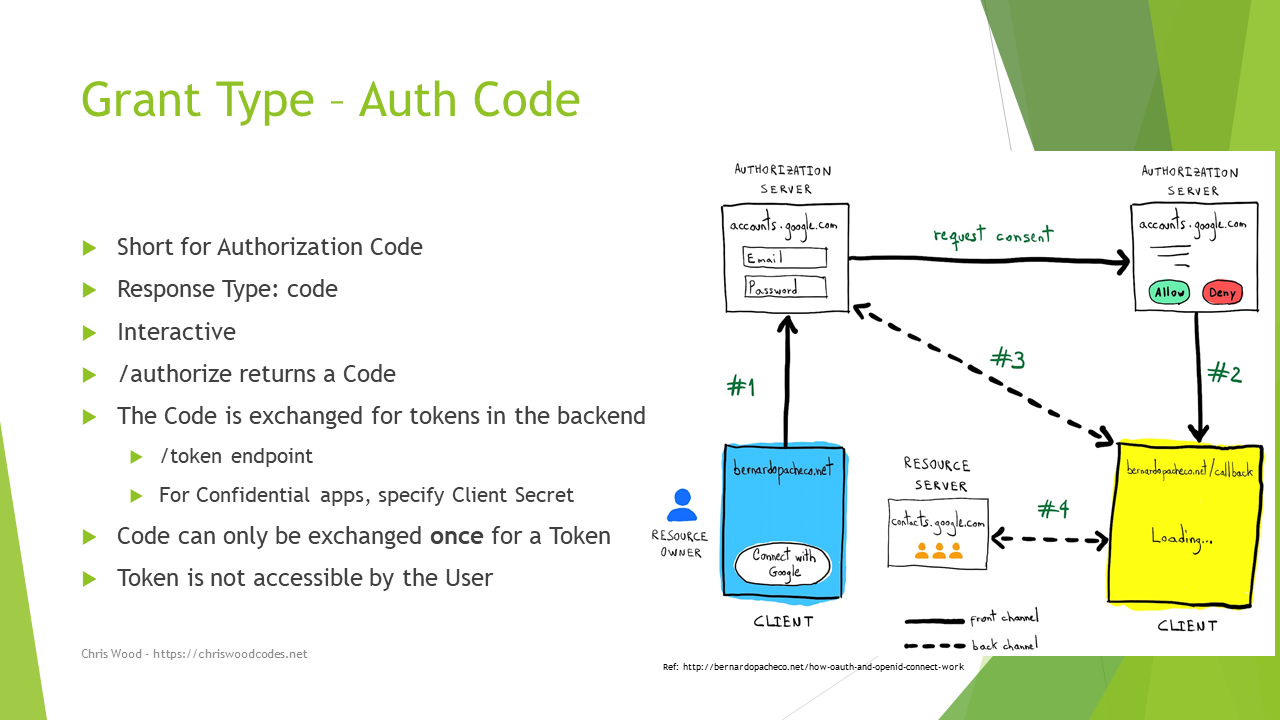 Grant Type – Auth Code
Short for Authorization Code
Response Type: code
Interactive
/authorize returns a Code
The Code is exchanged for tokens in the backend
/token endpoint
For Confidential apps, specify Client Secret
Code can only be exchanged once for a Token
Token is not accessible by the User
Chris Wood - https://chriswoodcodes.net
AUTHORIZATION
SERVER
accounts.google.com
Email
Password
request consent
AUTHORIZATION
SERVER
accounts.google.com
Allow
Deny
#1
#3
#2
RESOURCE
OWNER
bernardopacheco.net
Connect with
Google
CLIENT
RESOURCE
SERVER
contacts.google.com
#4
bernardopacheco.net/callback
Loading...
CLIENT
front channel
back channel
Ref: http://bernardopacheco.net/how-oauth-and-openid-connect-work